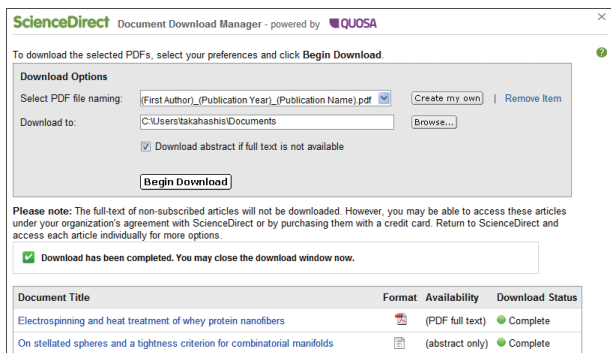 ScienceDirect Document Download Manager - powered by QUOSA
To download the selected PDFs, select your preferences and click Begin Download.
Download Options
Select PDF file naming: (First Author)_(Publication Year)_(Publication Name).pdf Create my own | Remove Item
Download to: C:\Users\takahashis\Documents Browse...
Download abstract if full text is not available
Begin Download
Please note: The full-text of non-subscribed articles will not be downloaded. However, you may be able to access these articles
under your organization's agreement with ScienceDirect or by purchasing them with a credit card. Return to ScienceDirect and
access each article individually for more options.
Download has been completed. You may close the download window now.
Document Title Format Availability Download Status
Electrospinning and heat treatment of whey protein nanofibers (PDF full text) Complete
On stellated spheres and a tightness criterion for combinatorial manifolds (abstract only) Complete